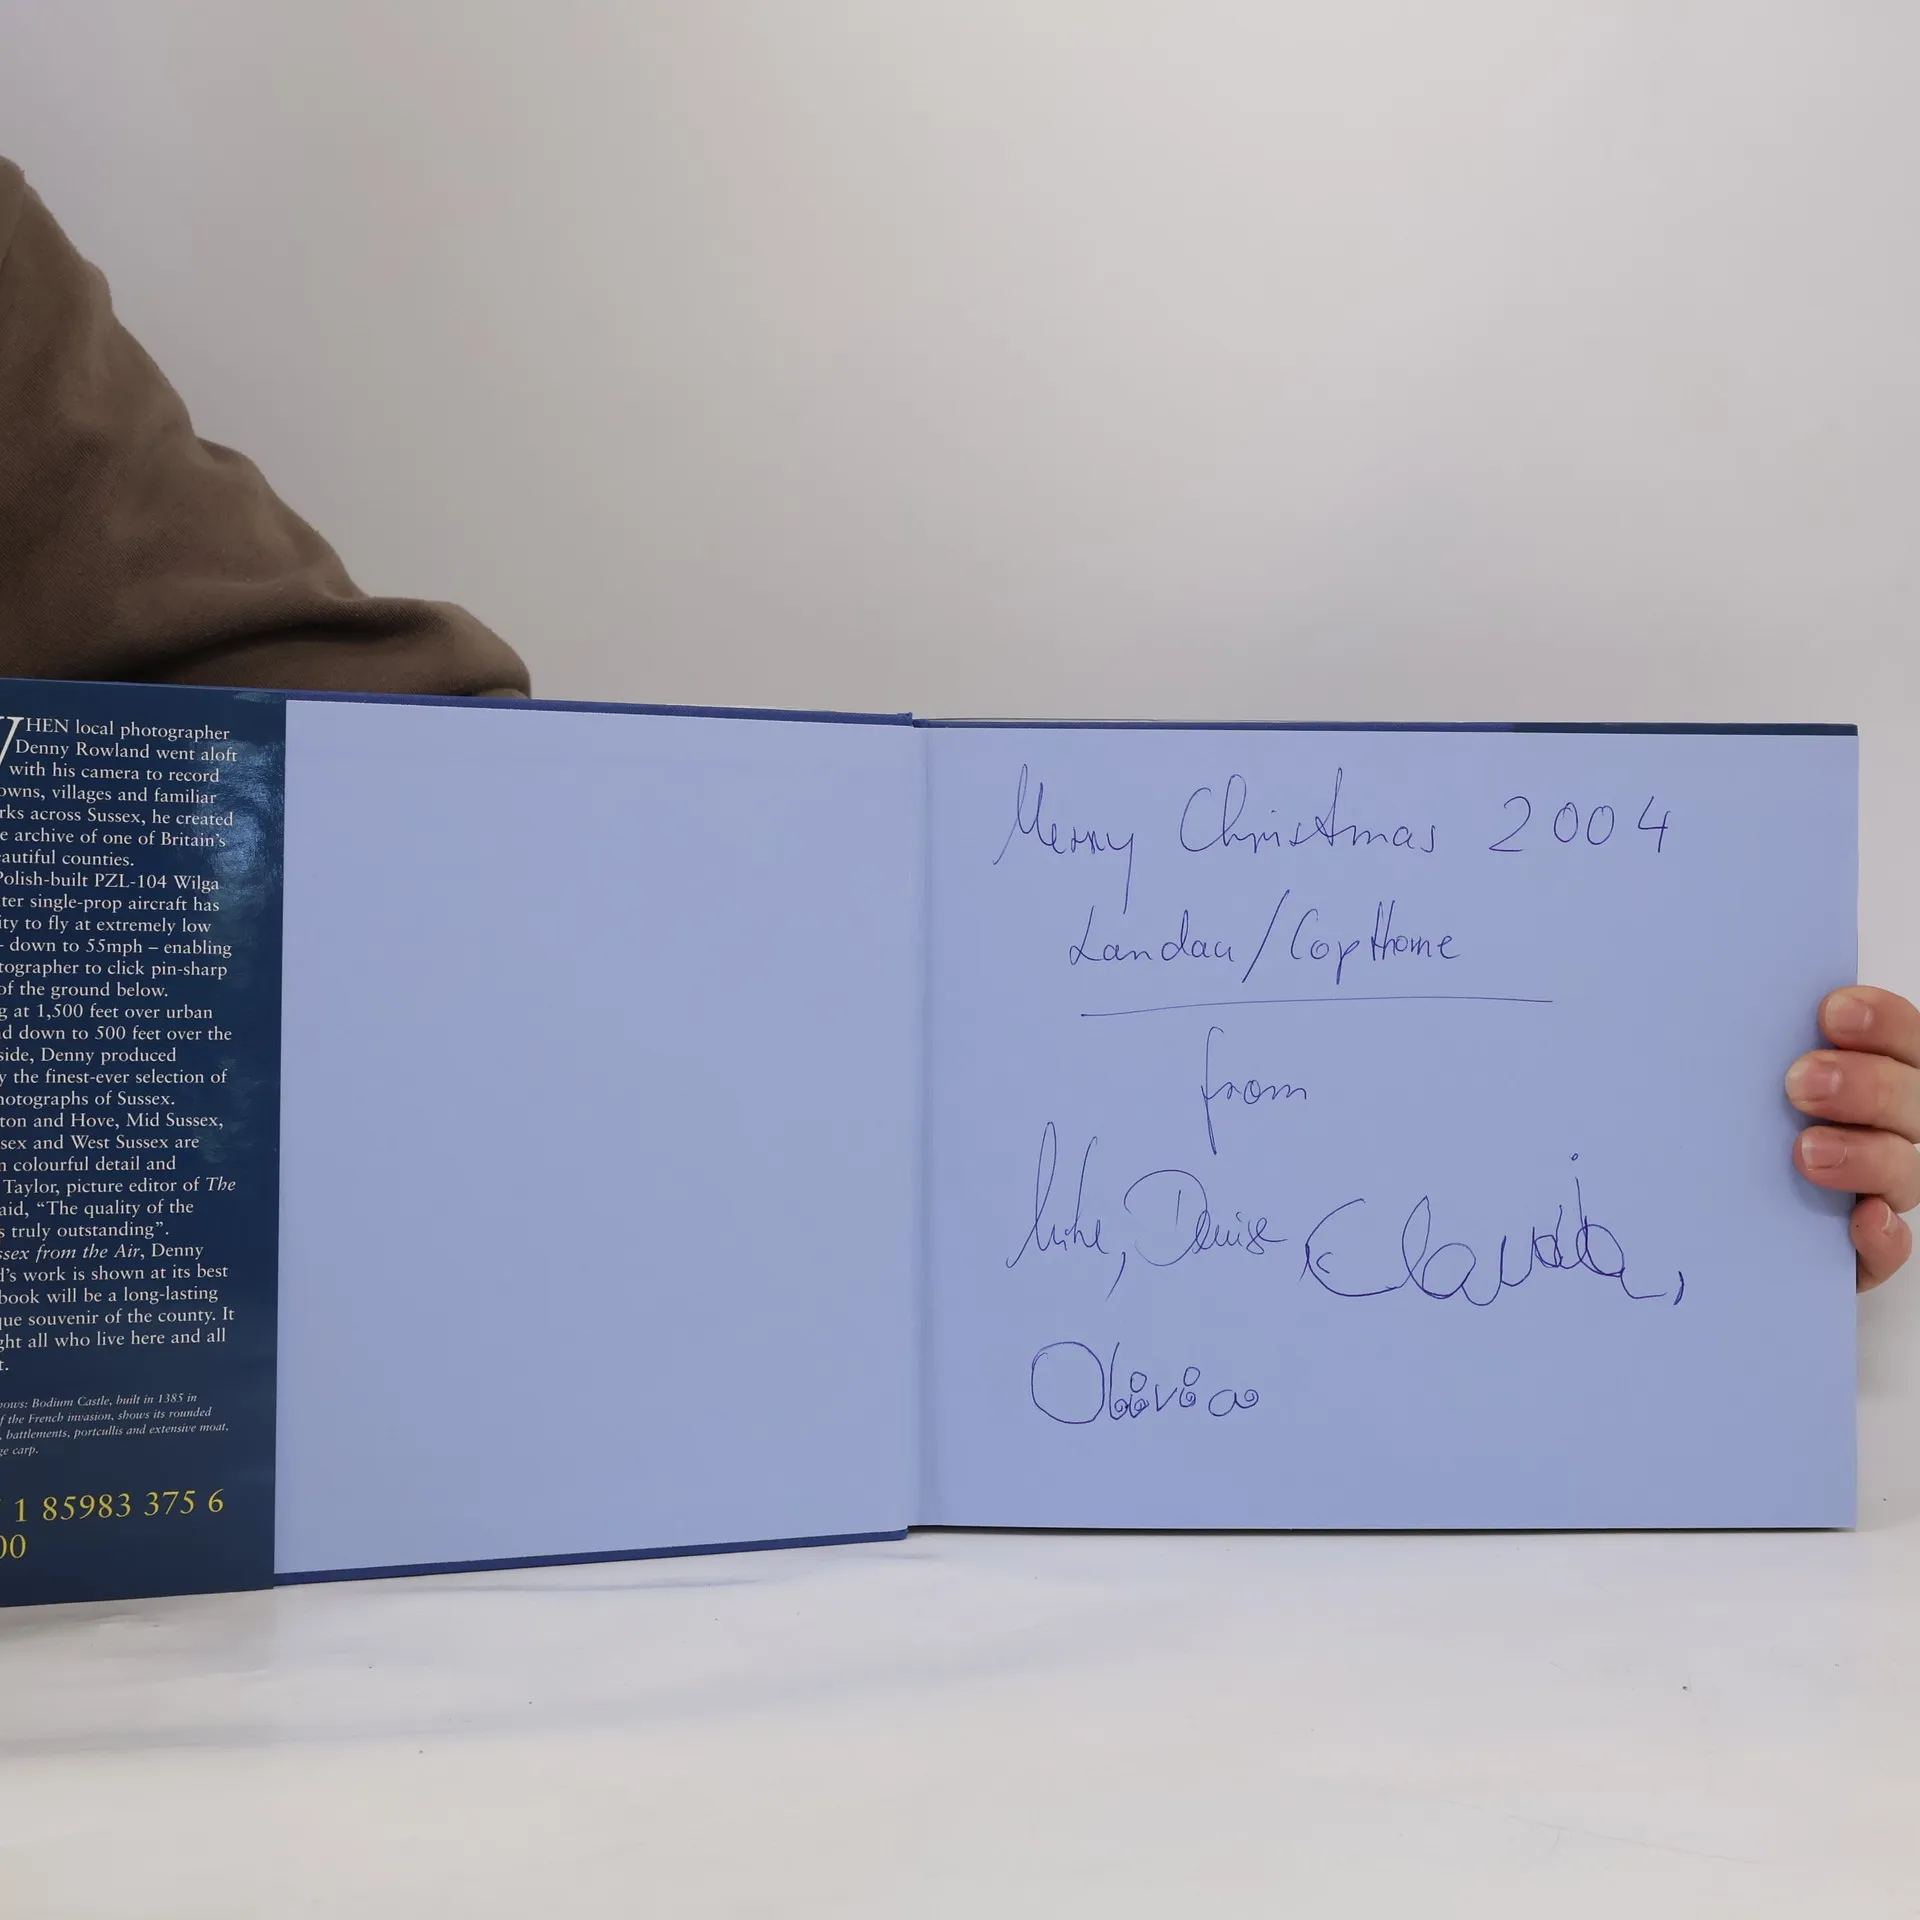 WHEN local photographer
Denny Rowland went aloft
with his camera to record
owns, villages and familiar
rks across Sussex, he created
e archive of one of Britain's
eautiful counties.
Polish-built PZL-104 Wilga
ter single-prop aircraft has
ity to fly at extremely low
– down to 55mph – enabling
tographer to click pin-sharp
of the ground below.
g at 1,500 feet over urban
nd down to 500 feet over the
side, Denny produced
y the finest-ever selection of
hotographs of Sussex.
ton and Hove, Mid Sussex,
sex and West Sussex are
n colourful detail and
Taylor, picture editor of The
aid, “The quality of the
s truly outstanding”.
ssex from the Air, Denny
d's work is shown at its best
book will be a long-lasting
que souvenir of the county. It
ght all who live here and all
t.
hows: Bodium Castle, built in 1385 in
f the French invasion, shows its rounded
, battlements, portcullis and extensive moat,
ge carp.
1 85983 375 6
00
Merry Christmas 2004
Landau/Copthorne
from
Mike, Denise Claudia,
Olivia